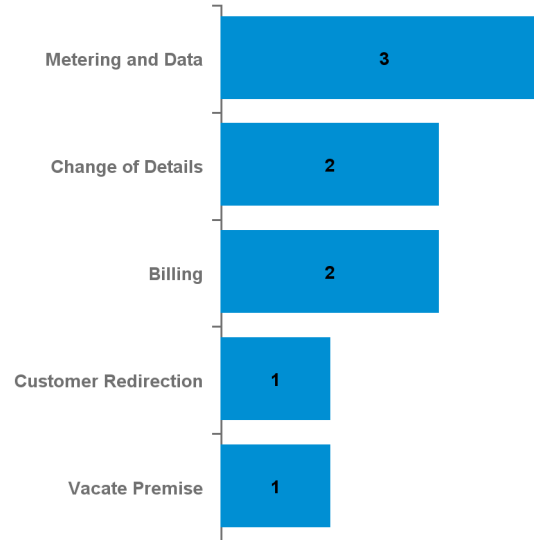 Metering and Data
3
Change of Details
2
Billing
2
Customer Redirection
1
Vacate Premise
1